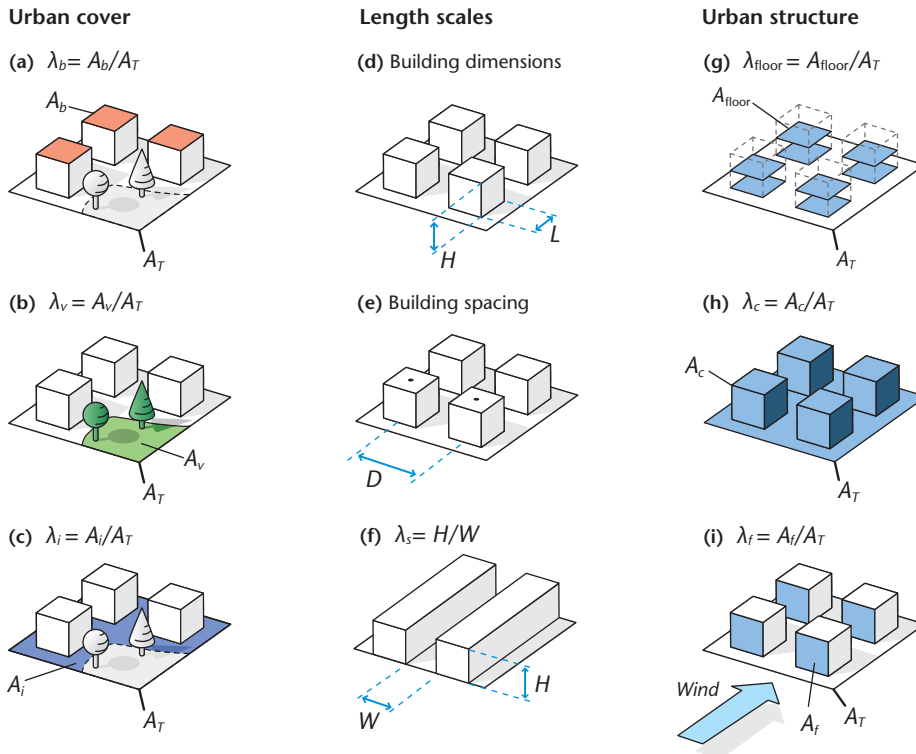 Urban cover
Length scales
Urban structure
(a) λb = Ab/AT
Ab
AT
(b) λv = Av/AT
Av
AT
(c) λi = Ai/AT
Ai
AT
(d) Building dimensions
H
L
(e) Building spacing
D
(f) λs = H/W
W
H
(g) λfloor = Afloor/AT
Afloor
AT
(h) λc = Ac/AT
Ac
AT
(i) λf = Af/AT
Wind
Af
AT